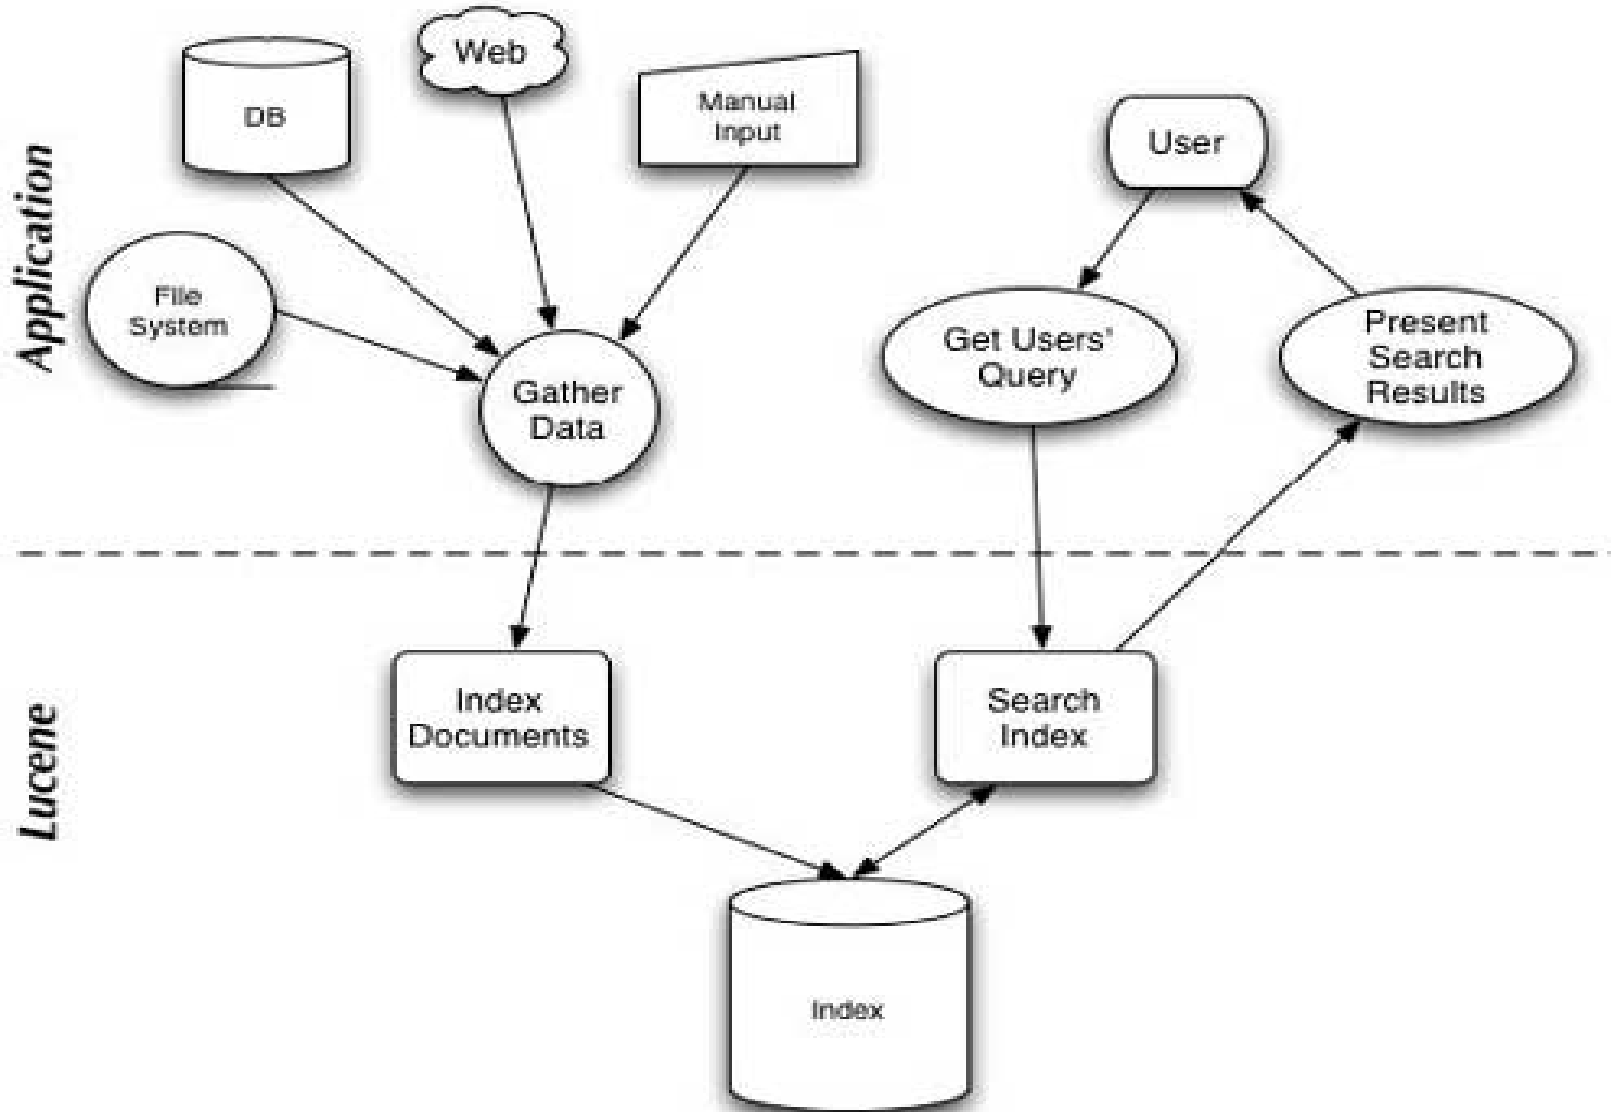 Web
DB
Manual
Input
User
Application
File
System
Gather
Data
Get Users'
Query
Present
Search
Results
Lucene
Index
Documents
Search
Index
Index